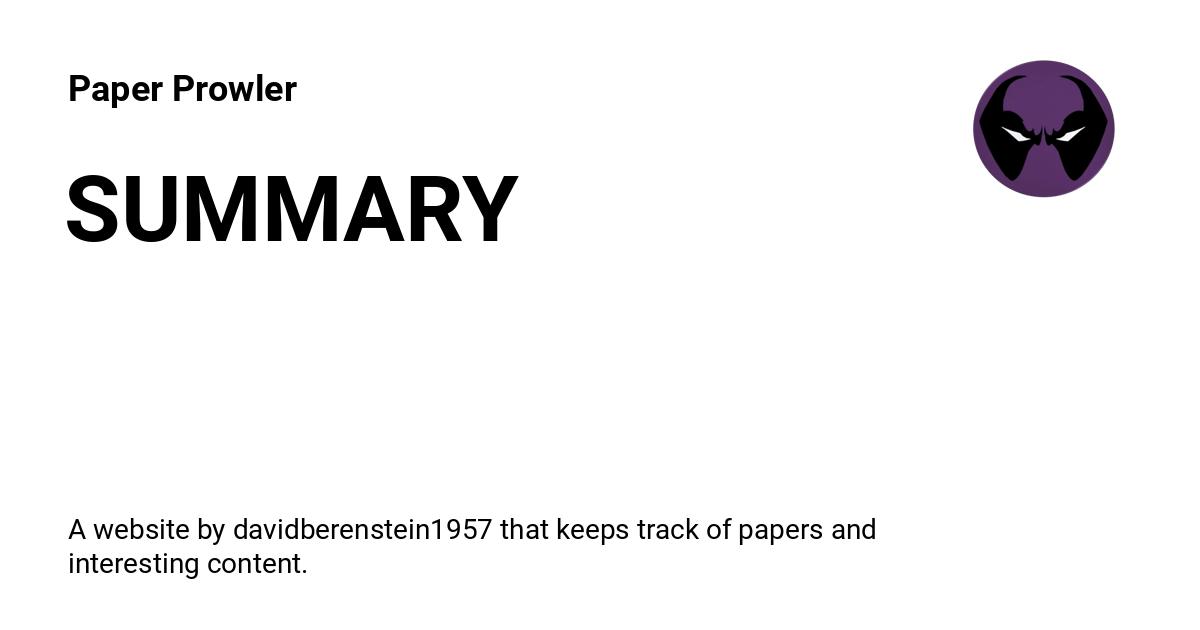 Paper Prowler
SUMMARY
A website by davidberenstein1957 that keeps track of papers and
interesting content.